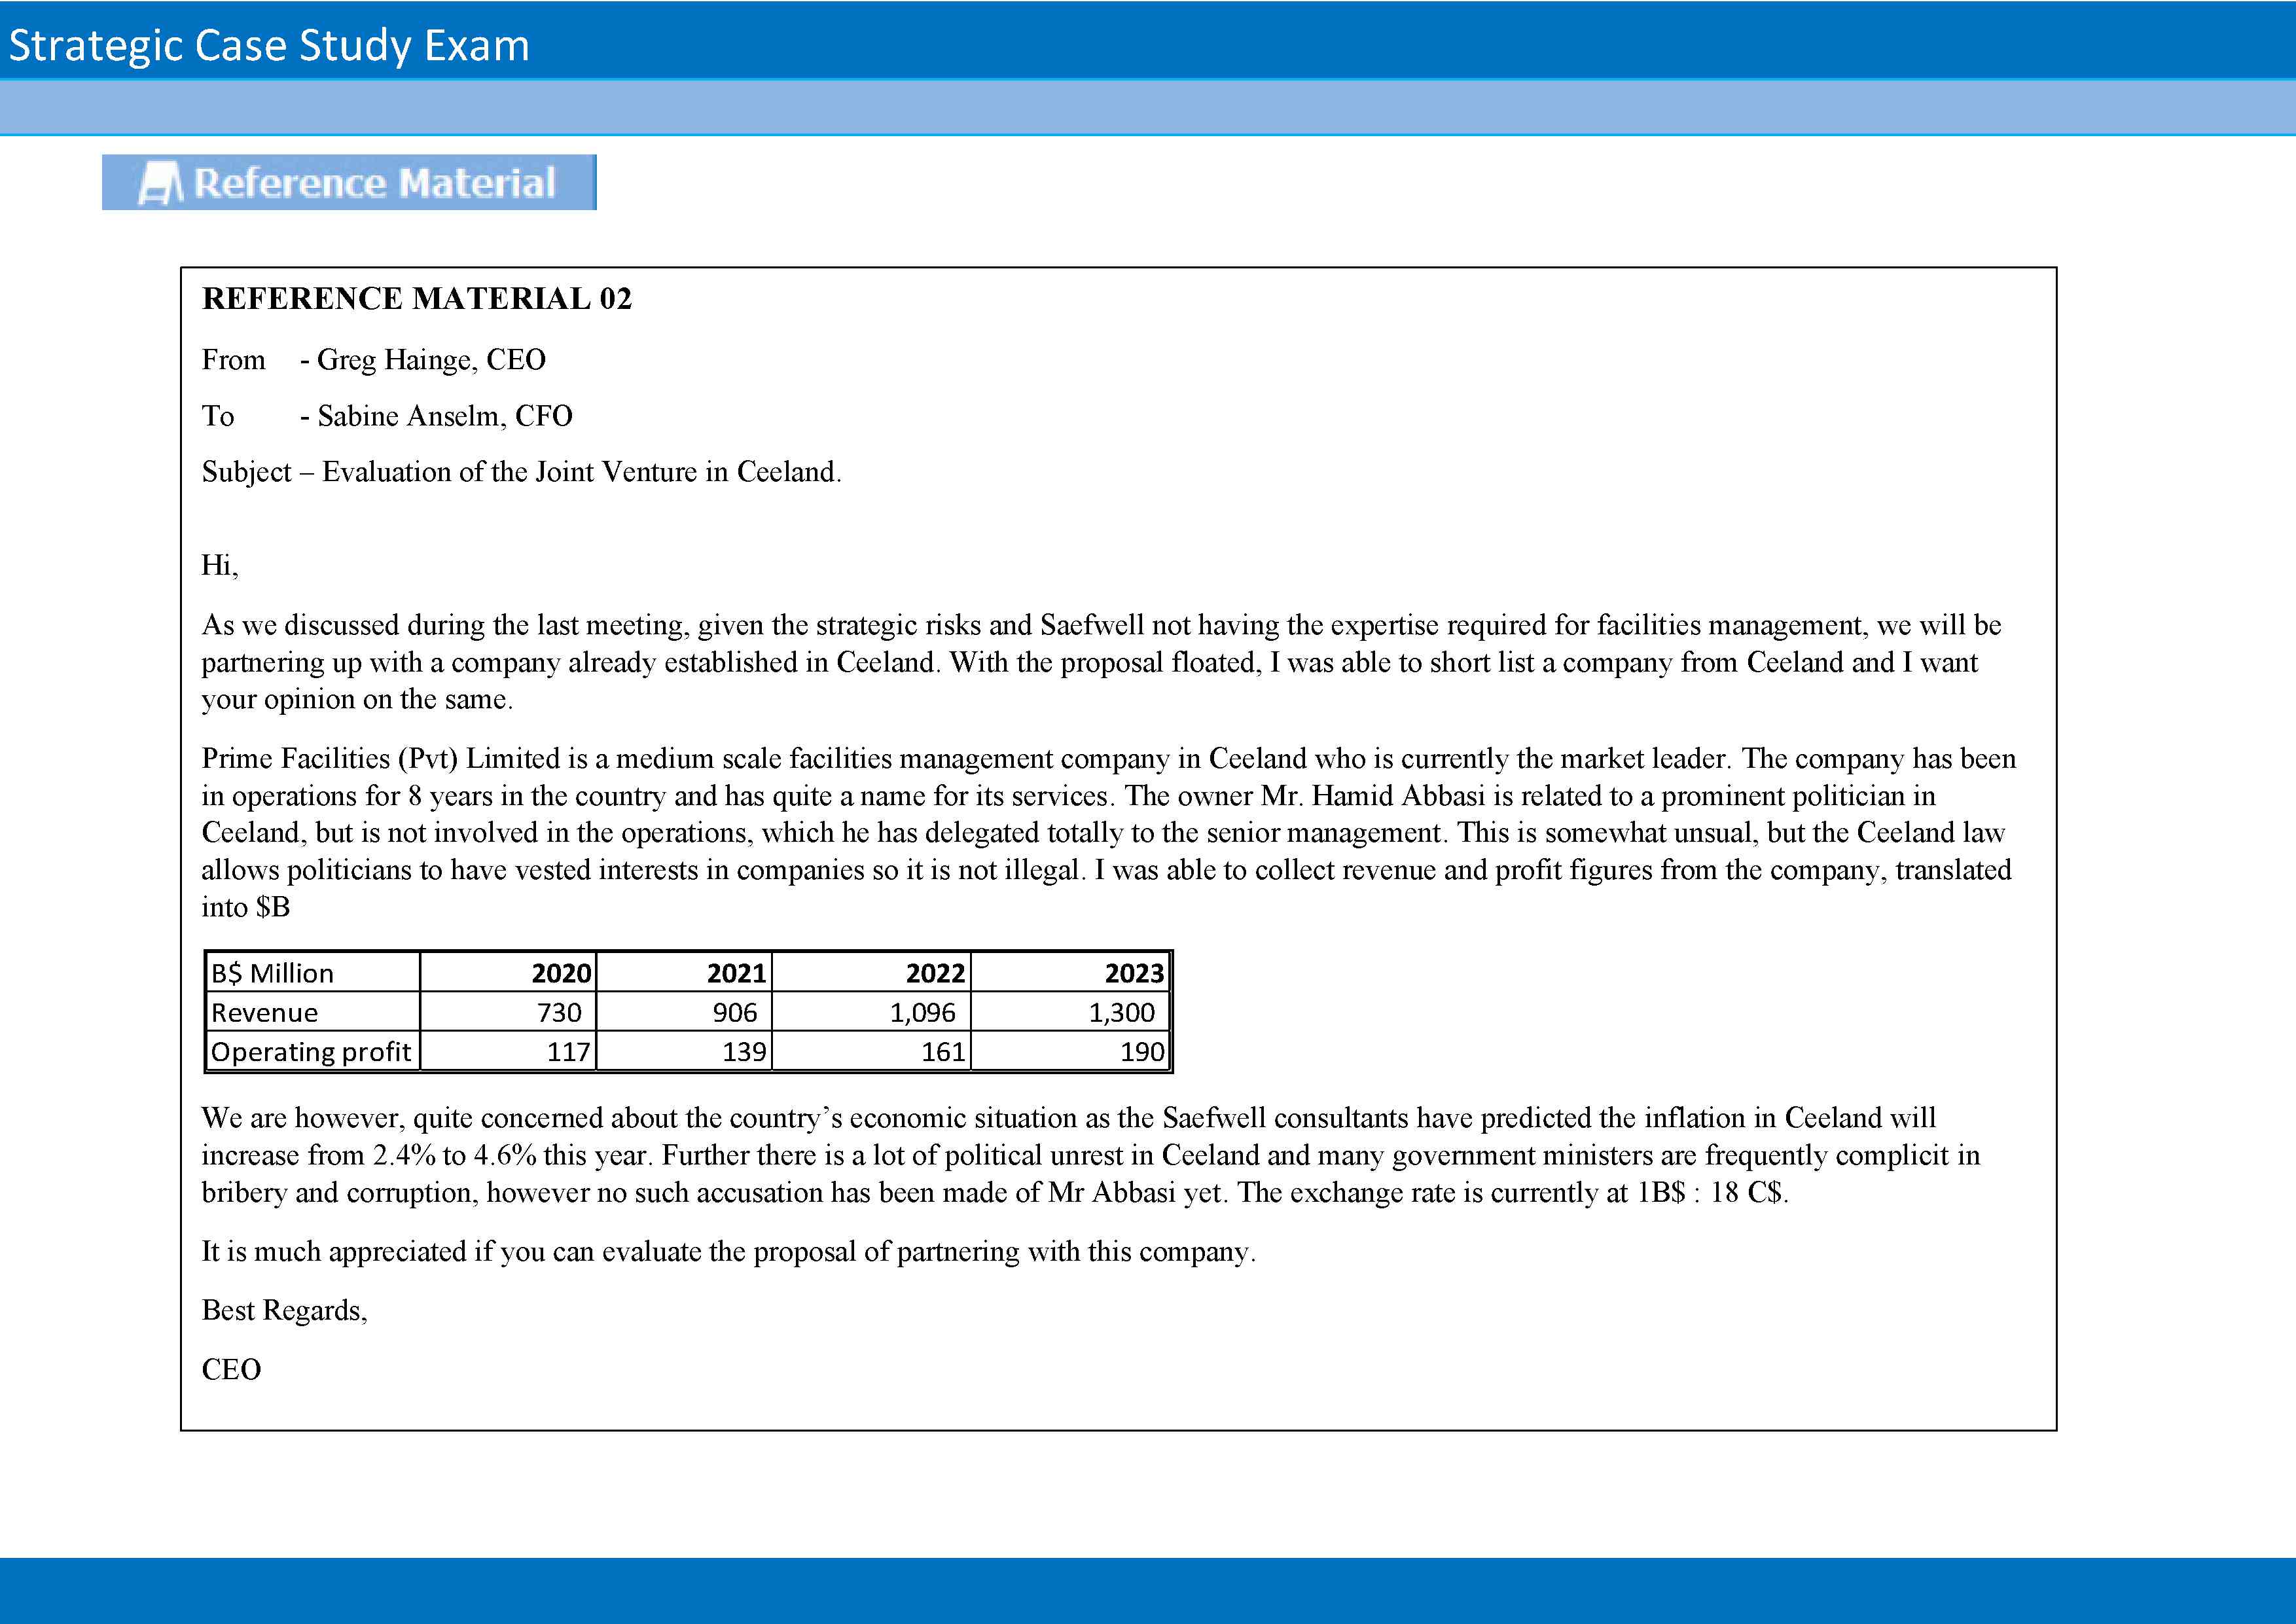 Strategic Case Study Exam
Reference Material
REFERENCE MATERIAL 02
From - Greg Hainge, CEO
To - Sabine Anselm, CFO
Subject – Evaluation of the Joint Venture in Ceeland.
Hi,
As we discussed during the last meeting, given the strategic risks and Saefwell not having the expertise required for facilities management, we will be
partnering up with a company already established in Ceeland. With the proposal floated, I was able to short list a company from Ceeland and I want
your opinion on the same.
Prime Facilities (Pvt) Limited is a medium scale facilities management company in Ceeland who is currently the market leader. The company has been
in operations for 8 years in the country and has quite a name for its services. The owner Mr. Hamid Abbasi is related to a prominent politician in
Ceeland, but is not involved in the operations, which he has delegated totally to the senior management. This is somewhat unsual, but the Ceeland law
allows politicians to have vested interests in companies so it is not illegal. I was able to collect revenue and profit figures from the company, translated
into $B
B$ Million 2020 2021 2022 2023
Revenue 730 906 1,096 1,300
Operating profit 117 139 161 190
We are however, quite concerned about the country’s economic situation as the Saefwell consultants have predicted the inflation in Ceeland will
increase from 2.4% to 4.6% this year. Further there is a lot of political unrest in Ceeland and many government ministers are frequently complicit in
bribery and corruption, however no such accusation has been made of Mr Abbasi yet. The exchange rate is currently at 1B$ : 18 C$.
It is much appreciated if you can evaluate the proposal of partnering with this company.
Best Regards,
CEO